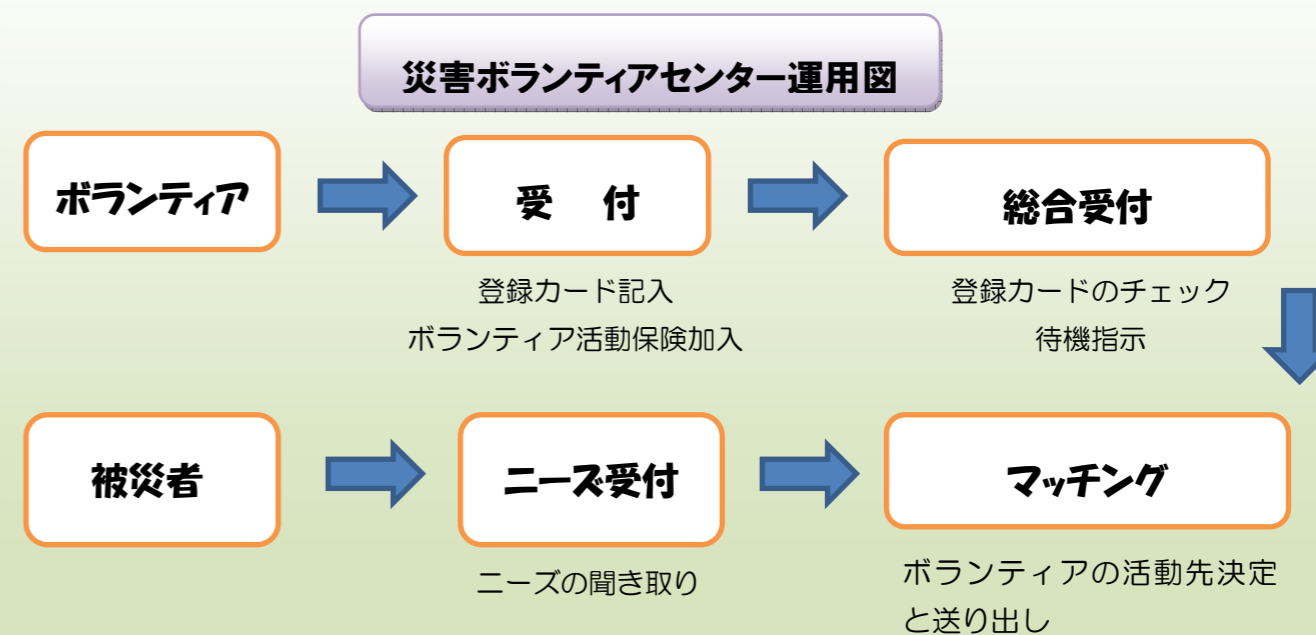 災害ボランティアセンター運用図
ボランティア
受　付
総合受付
登録カード記入
ボランティア活動保険加入
登録カードのチェック
待機指示
被災者
ニーズ受付
マッチング
ニーズの聞き取り
ボランティアの活動先決定
と送り出し